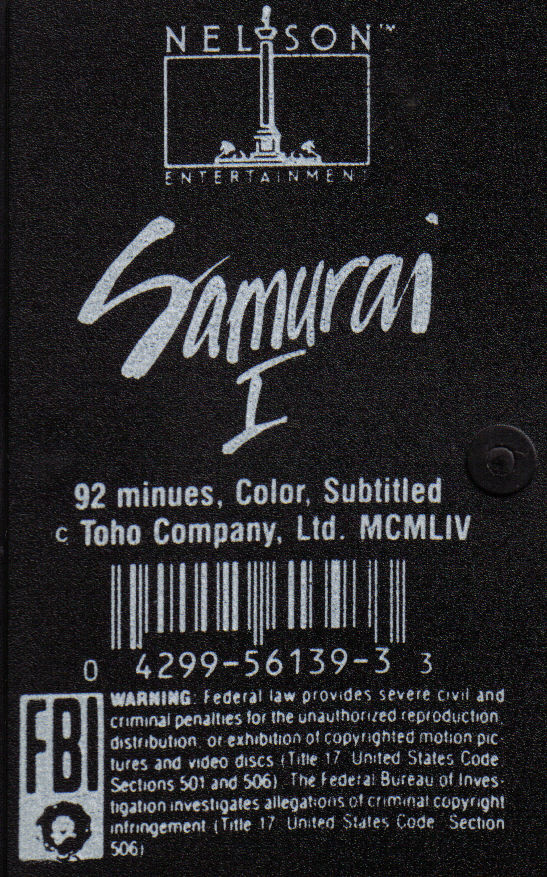 NELSON™
ENTERTAINMENT
Samurai
I
92 minues, Color, Subtitled
c Toho Company, Ltd. MCMLIV
0 4299-56139-3 3
FBI
WARNING: Federal law provides severe civil and
criminal penalties for the unauthorized reproduction,
distribution, or exhibition of copyrighted motion pic-
tures and video discs (Title 17 United States Code
Sections 501 and 506). The Federal Bureau of Inves-
tigation investigates allegations of criminal copyright
infringement (Title 17 United States Code Section
506)